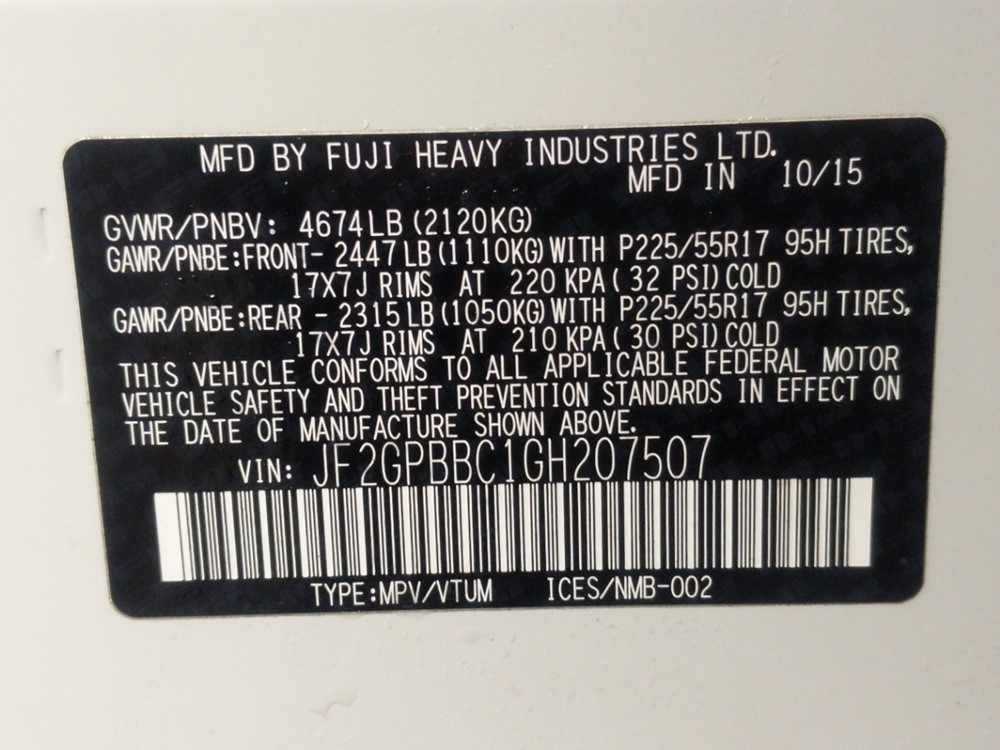 MFD BY FUJI HEAVY INDUSTRIES LTD.
MFD IN 10/15
GVWR/PNBV: 4674LB (2120KG)
GAWR/PNBE:FRONT- 2447LB (1110KG) WITH P225/55R17 95H TIRES,
17X7J RIMS AT 220 KPA ( 32 PSI) COLD
GAWR/PNBE:REAR - 2315LB (1050KG) WITH P225/55R17 95H TIRES,
17X7J RIMS AT 210 KPA ( 30 PSI) COLD
THIS VEHICLE CONFORMS TO ALL APPLICABLE FEDERAL MOTOR
VEHICLE SAFETY AND THEFT PREVENTION STANDARDS IN EFFECT ON
THE DATE OF MANUFACTURE SHOWN ABOVE.
VIN: JF2GPBBC1GH207507
TYPE:MPV/VTUM ICES/NMB-002